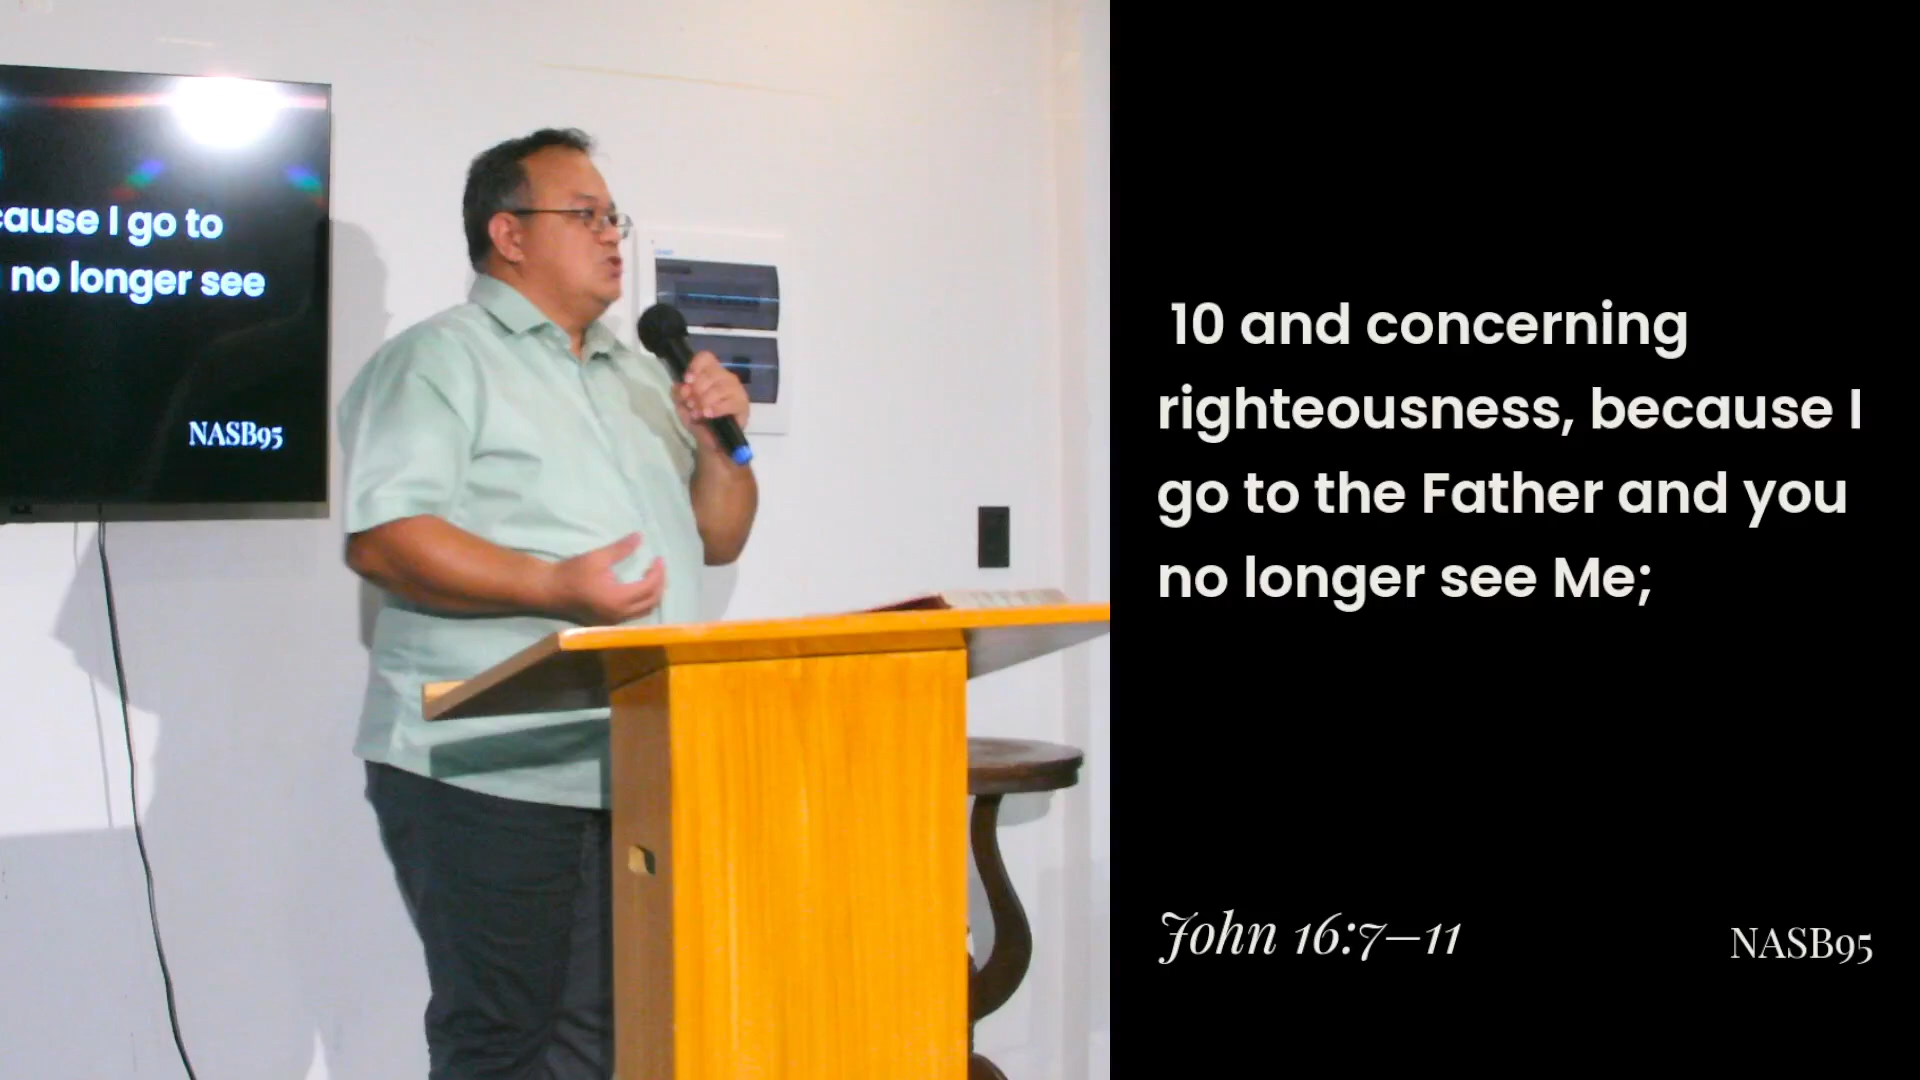 cause I go to
no longer see
NASB95
10 and concerning
righteousness, because I
go to the Father and you
no longer see Me;
John 16:7–11
NASB95